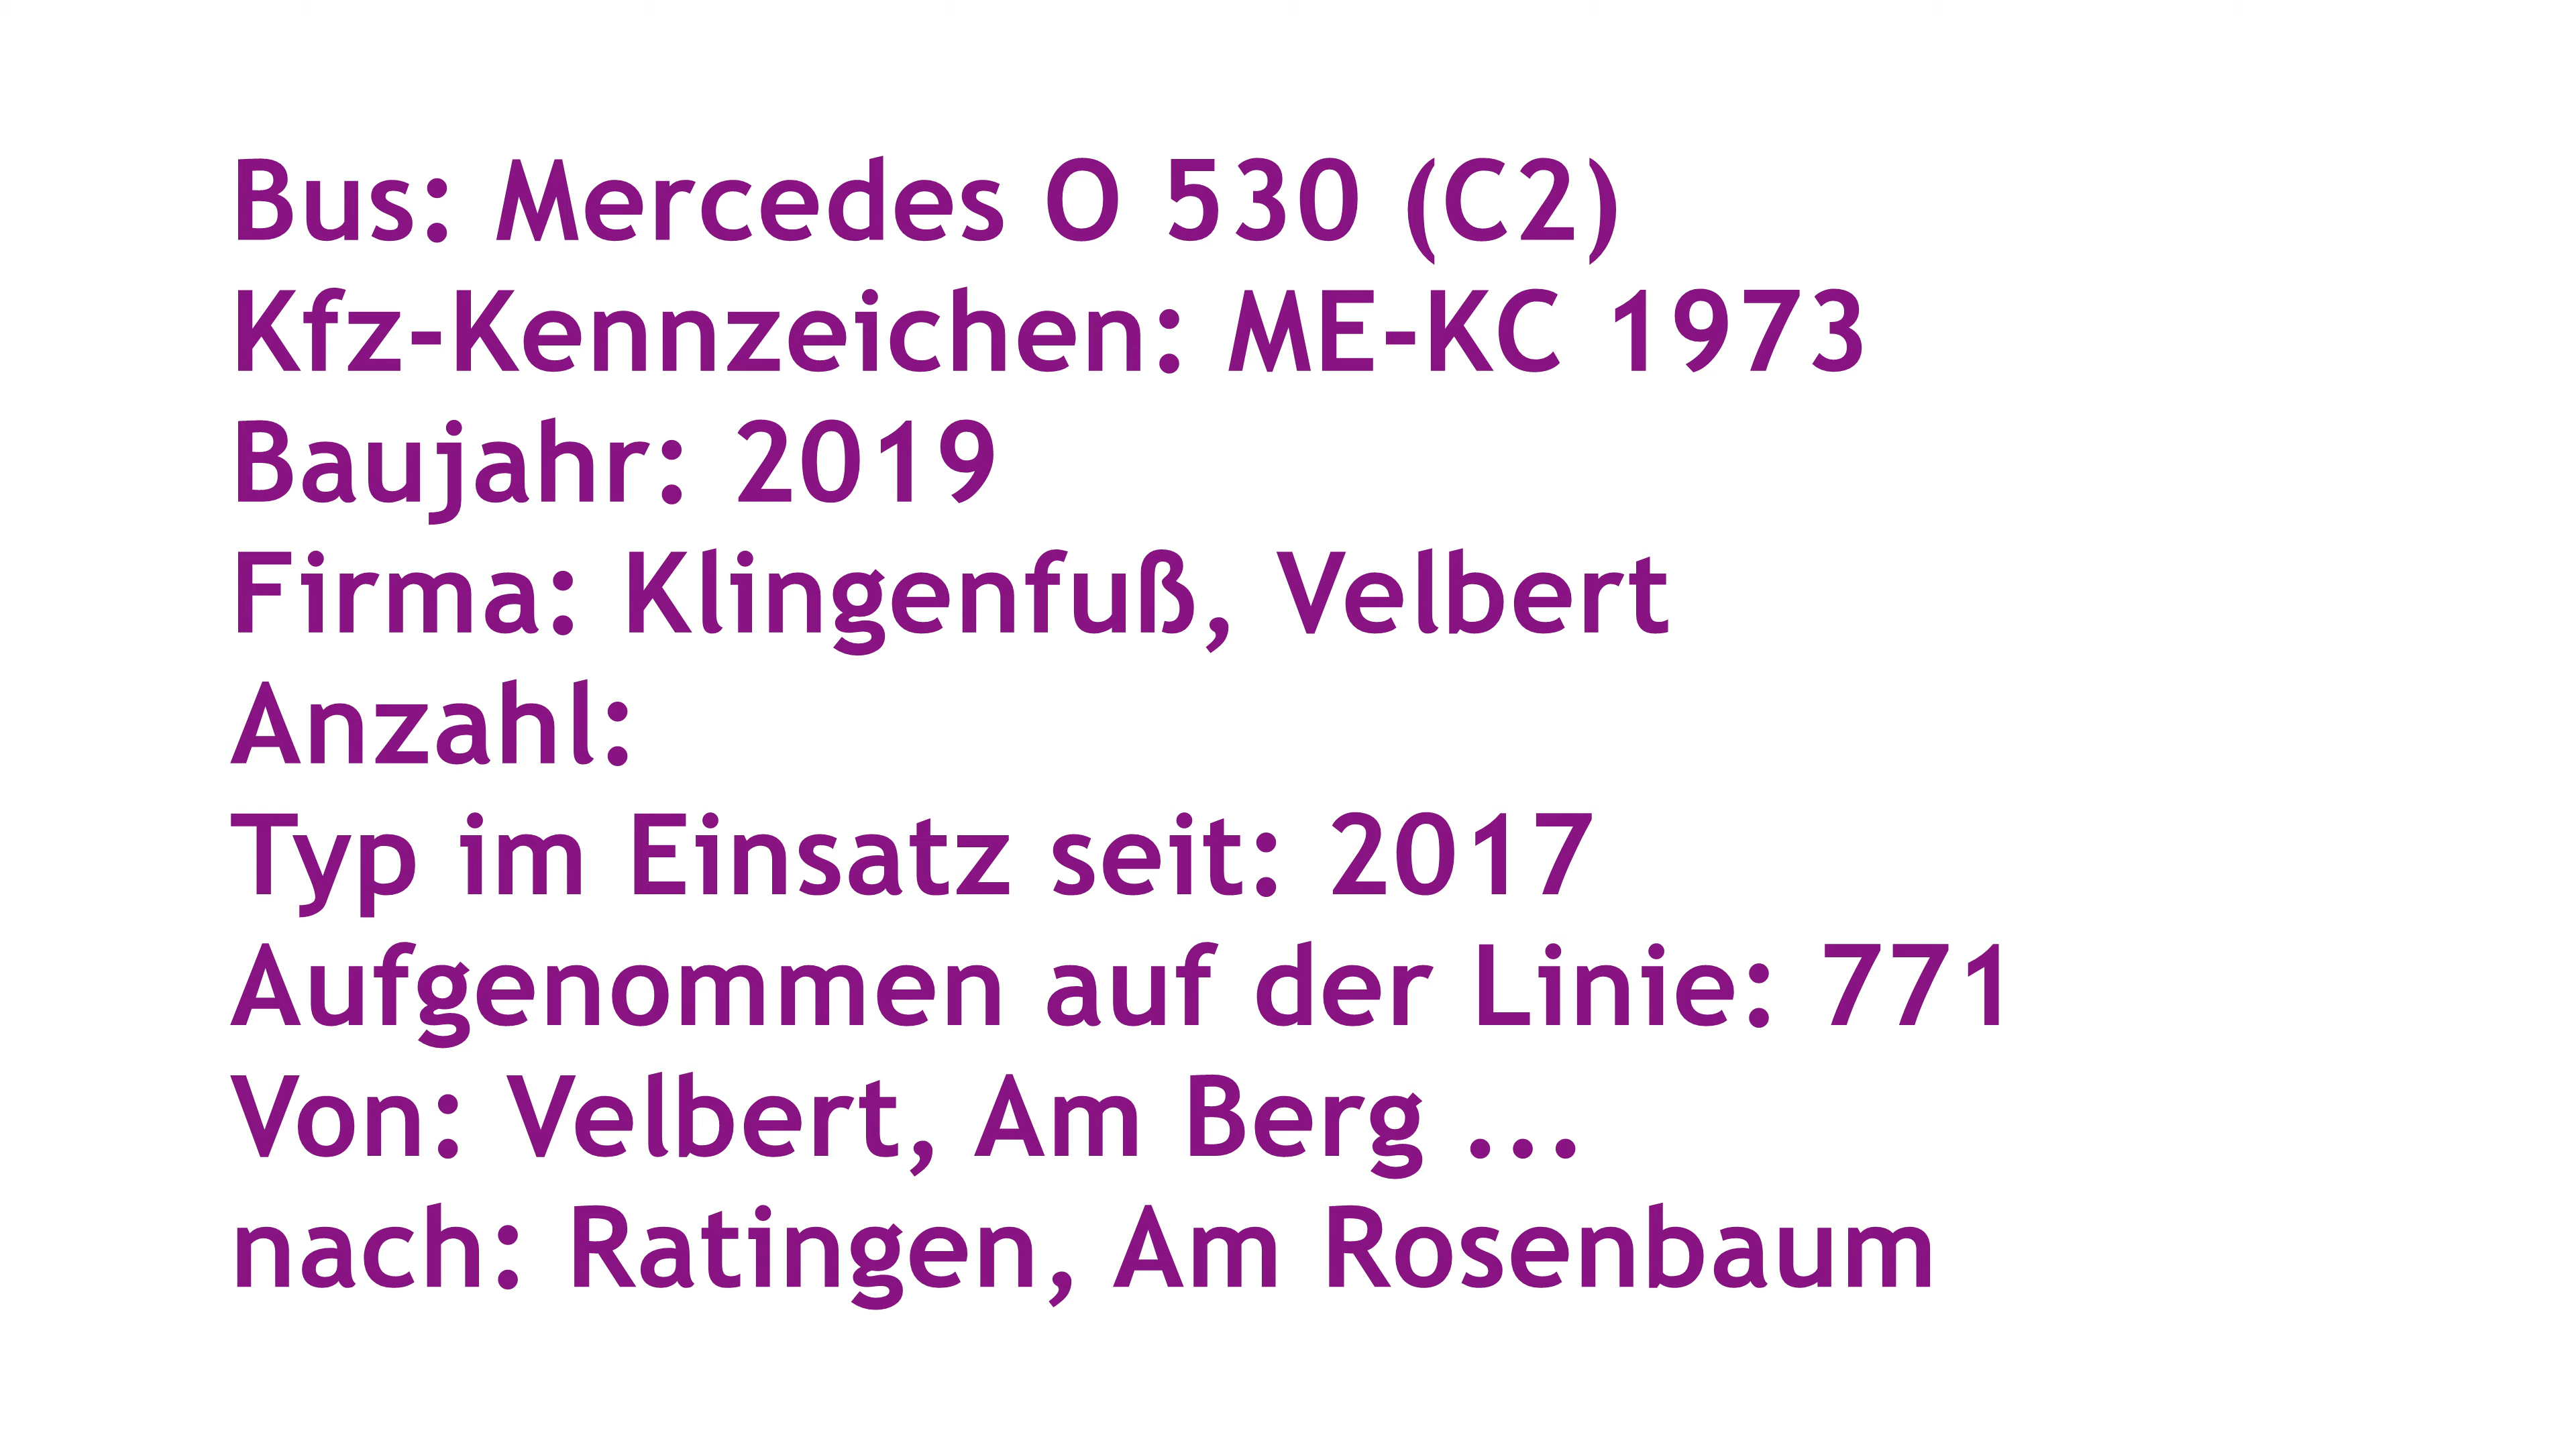 Bus: Mercedes O 530 (C2)
Kfz-Kennzeichen: ME-KC 1973
Baujahr: 2019
Firma: Klingenfuß, Velbert
Anzahl:
Typ im Einsatz seit: 2017
Aufgenommen auf der Linie: 771
Von: Velbert, Am Berg ...
nach: Ratingen, Am Rosenbaum